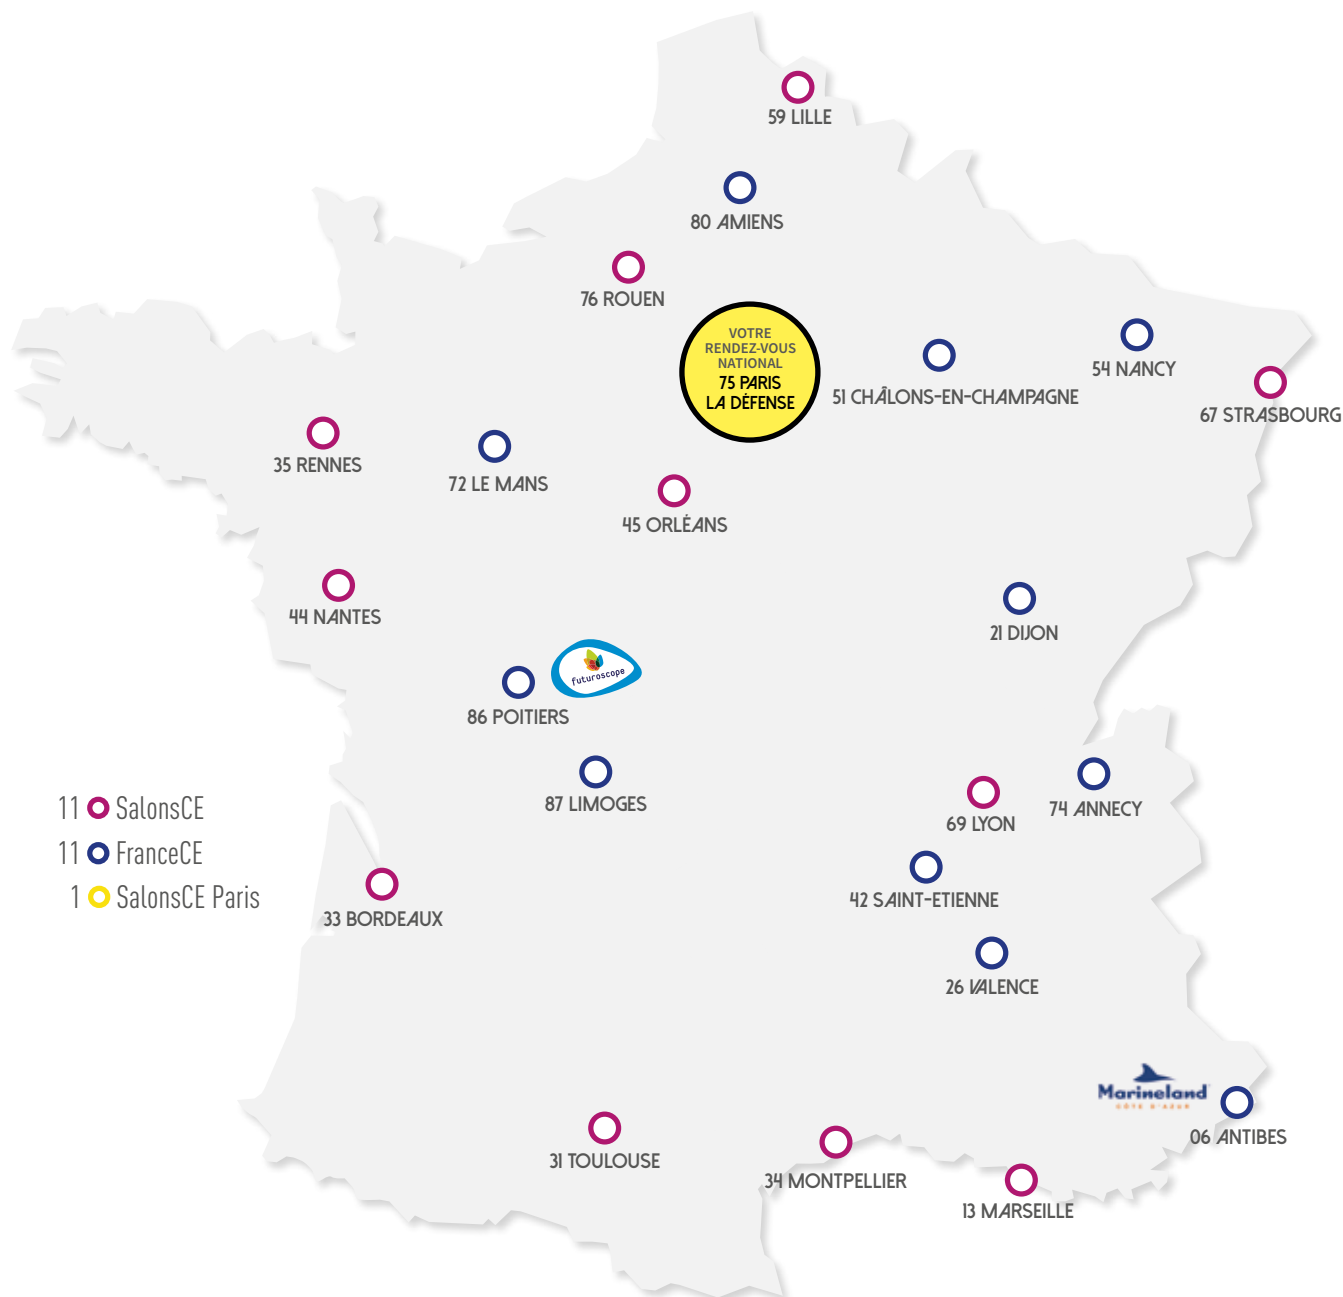 59 LILLE
80 AMIENS
76 ROUEN
VOTRE
RENDEZ-VOUS
NATIONAL
75 PARIS
LA DÉFENSE
51 CHÂLONS-EN-CHAMPAGNE
54 NANCY
67 STRASBOURG
35 RENNES
72 LE MANS
45 ORLÉANS
44 NANTES
21 DIJON
futuroscope
86 POITIERS
87 LIMOGES
69 LYON
74 ANNECY
11 SalonsCE
11 FranceCE
1 SalonsCE Paris
42 SAINT-ETIENNE
33 BORDEAUX
26 VALENCE
Marineland
CÔTE D'AZUR
06 ANTIBES
31 TOULOUSE
34 MONTPELLIER
13 MARSEILLE